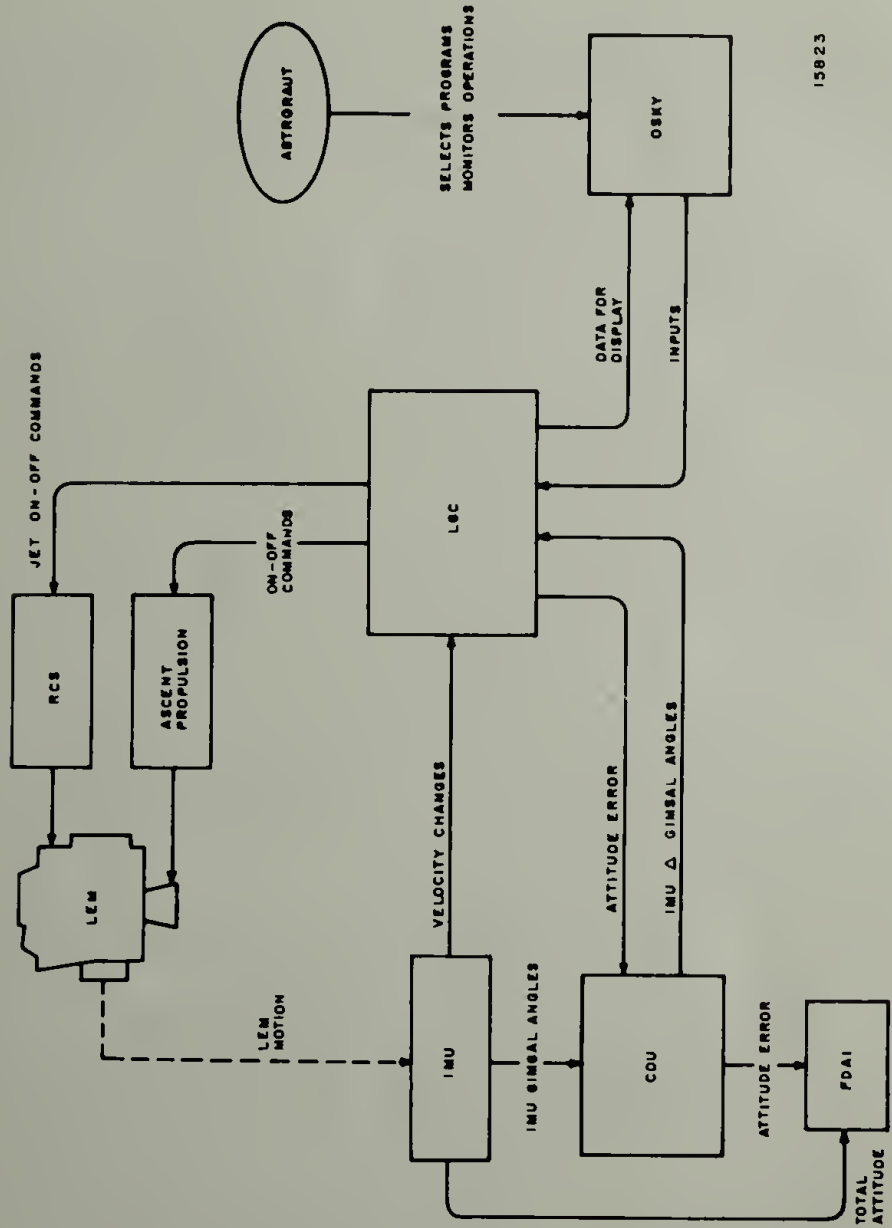 JET ON-OFF COMMANDS
RCS
ASCENT
PROPULSION
ON-OFF
COMMANDS
LEM
LEM
MOTION
ASTRONAUT
SELECTS PROGRAMS
MONITORS OPERATIONS
DSKY
LGC
DATA FOR
DISPLAY
INPUTS
VELOCITY CHANGES
IMU
ATTITUDE ERROR
IMU Δ GIMBAL ANGLES
IMU GIMBAL ANGLES
CDU
ATTITUDE ERROR
FDAI
TOTAL
ATTITUDE
15823